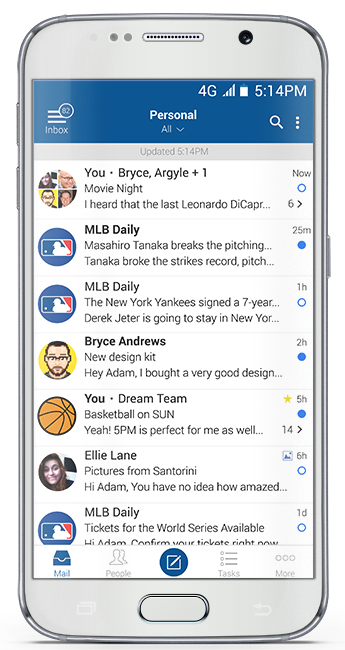 4G 5:14PM
82
Inbox
Personal
All
Updated 5:14PM
You • Bryce, Argyle + 1 Now
Movie Night
I heard that the last Leonardo DiCapr... 6 >
MLB Daily 25m
Masahiro Tanaka breaks the pitching...
Tanaka broke the strikes record, pitch...
MLB Daily 1h
The New York Yankees signed a 7-year...
Derek Jeter is going to stay in New Yor...
Bryce Andrews 2h
New design kit
Hey Adam, I bought a very good design...
You • Dream Team 5h
Basketball on SUN
Yeah! 5PM is perfect for me as well... 14 >
Ellie Lane 6h
Pictures from Santorini
Hi Adam, You have no idea how amazed...
MLB Daily 1d
Tickets for the World Series Available
Hi Adam, Confirm your tickets right now
Mail People Tasks More